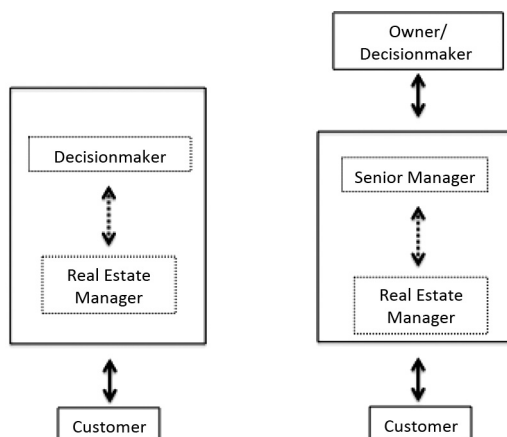 Decisionmaker
Real Estate
Manager
Customer
Owner/
Decisionmaker
Senior Manager
Real Estate
Manager
Customer